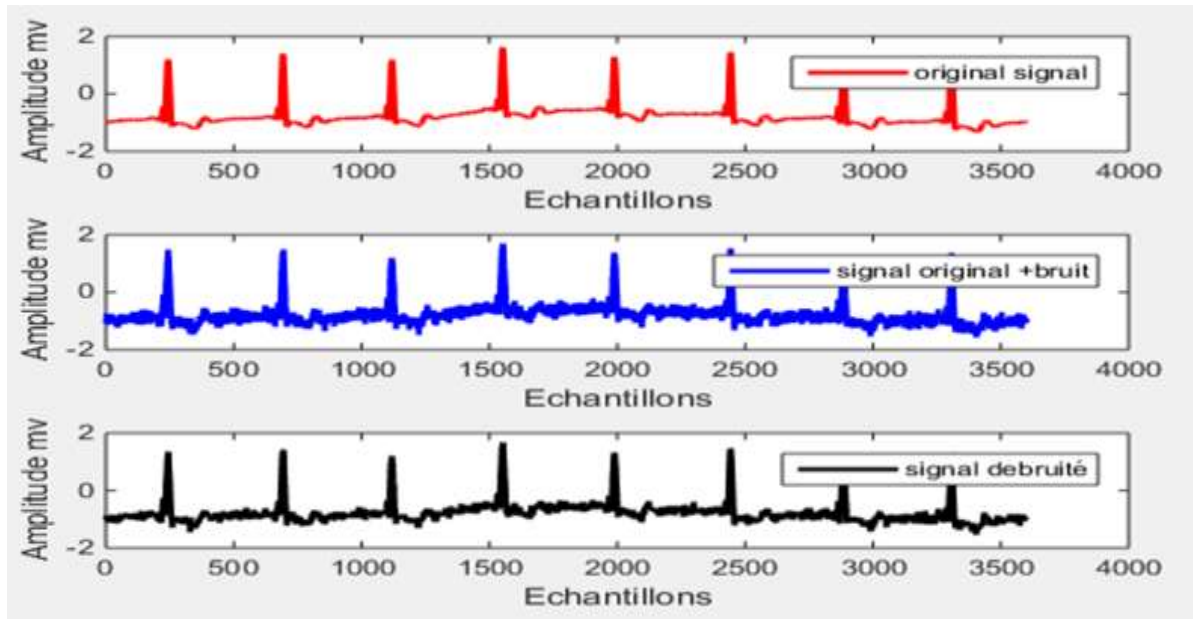 Amplitude mv
2
0
-2
original signal
0 500 1000 1500 2000 2500 3000 3500 4000
Echantillons
Amplitude mv
2
0
-2
signal original +bruit
0 500 1000 1500 2000 2500 3000 3500 4000
Echantillons
Amplitude mv
2
0
-2
signal debruité
0 500 1000 1500 2000 2500 3000 3500 4000
Echantillons